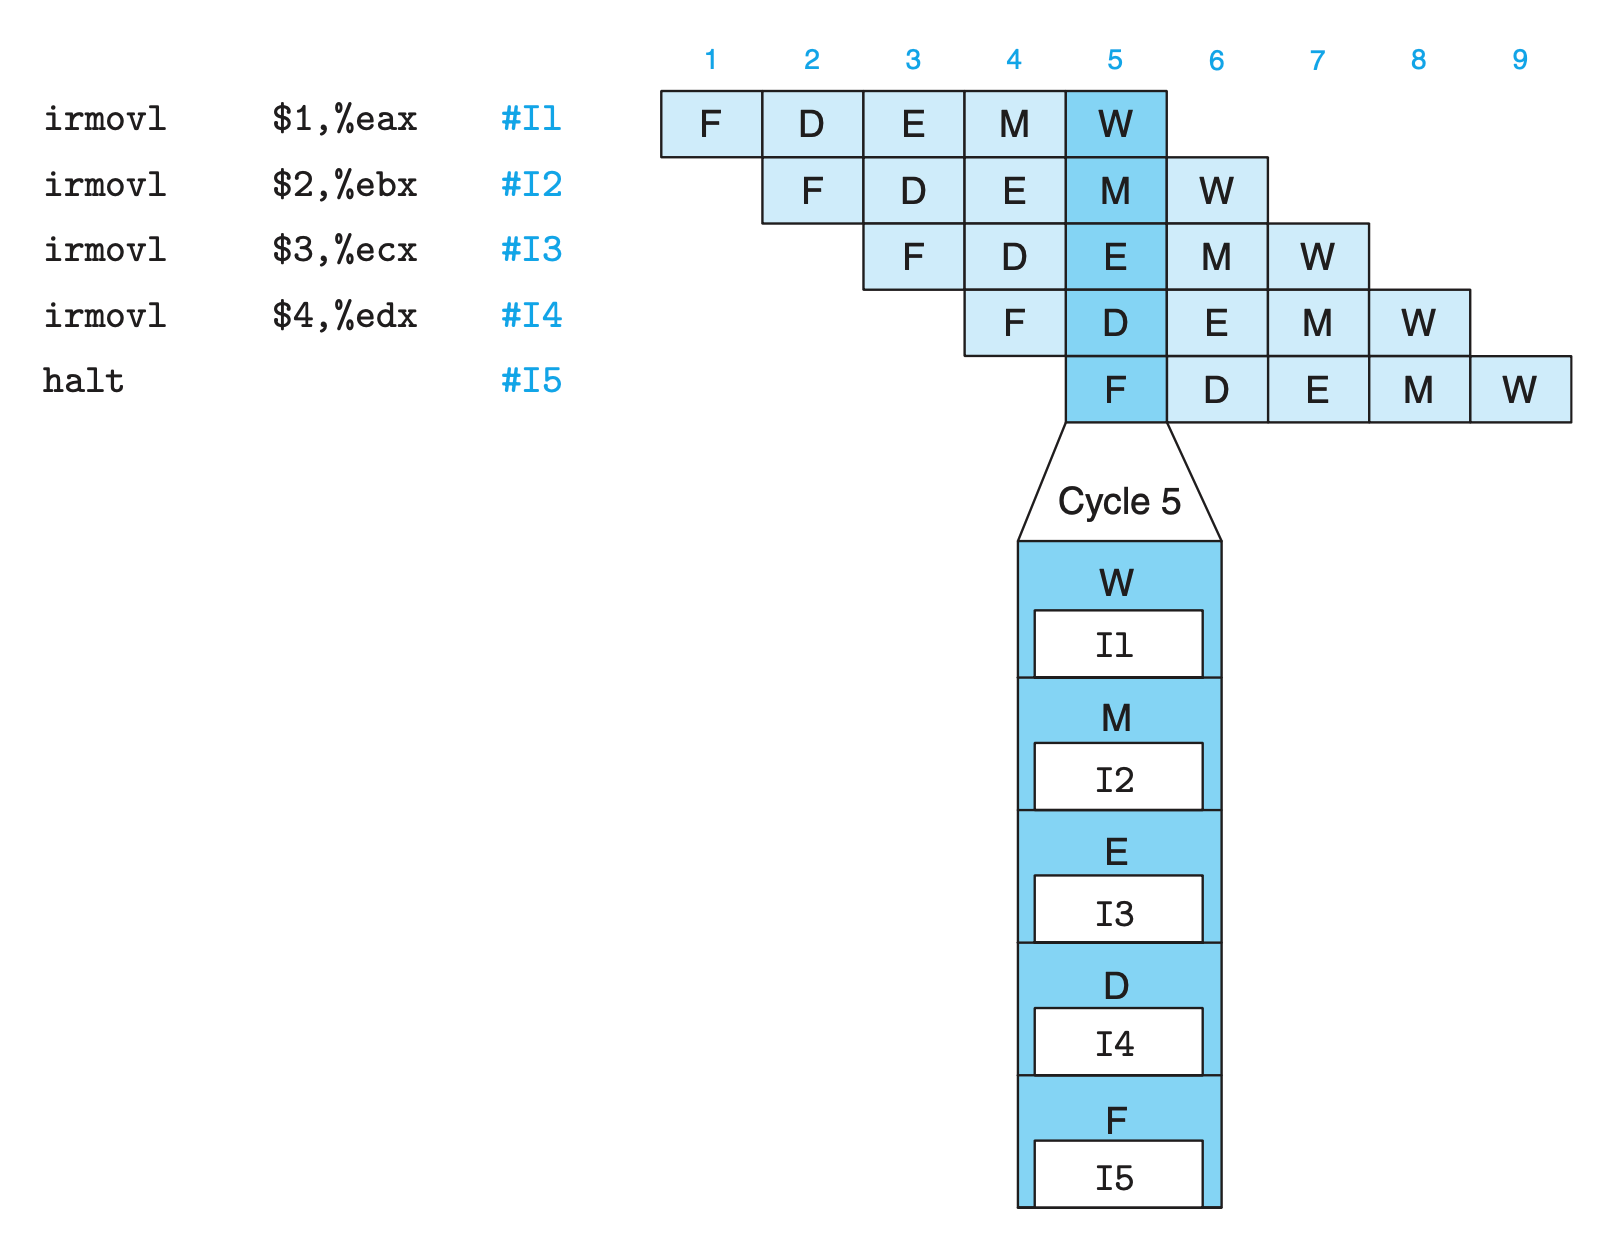 1 2 3 4 5 6 7 8 9
irmovl $1,%eax #I1 F D E M W
irmovl $2,%ebx #I2 F D E M W
irmovl $3,%ecx #I3 F D E M W
irmovl $4,%edx #I4 F D E M W
halt #I5 F D E M W
Cycle 5
W
I1
M
I2
E
I3
D
I4
F
I5